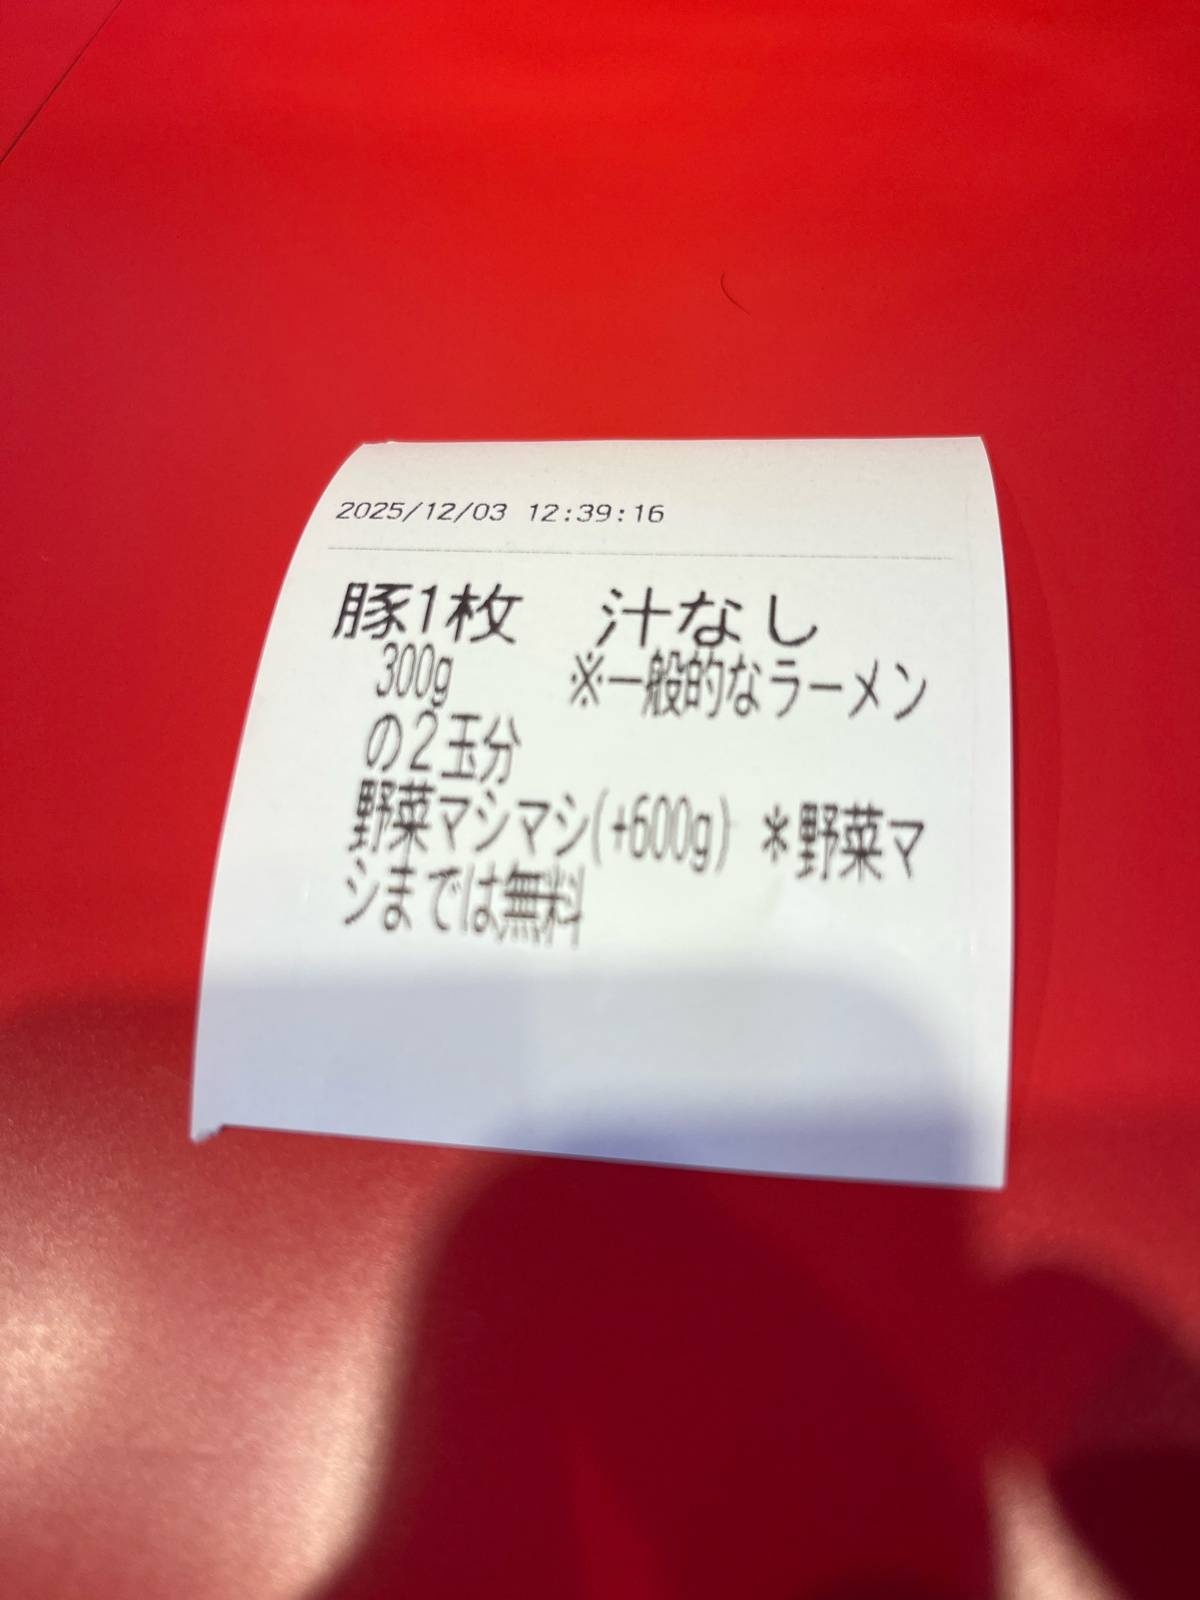 2025/12/03 12:39:16
豚1枚　汁なし
300g　※一般的なラーメン
の2玉分
野菜マシマシ(+600g)　*野菜マ
シまでは無料